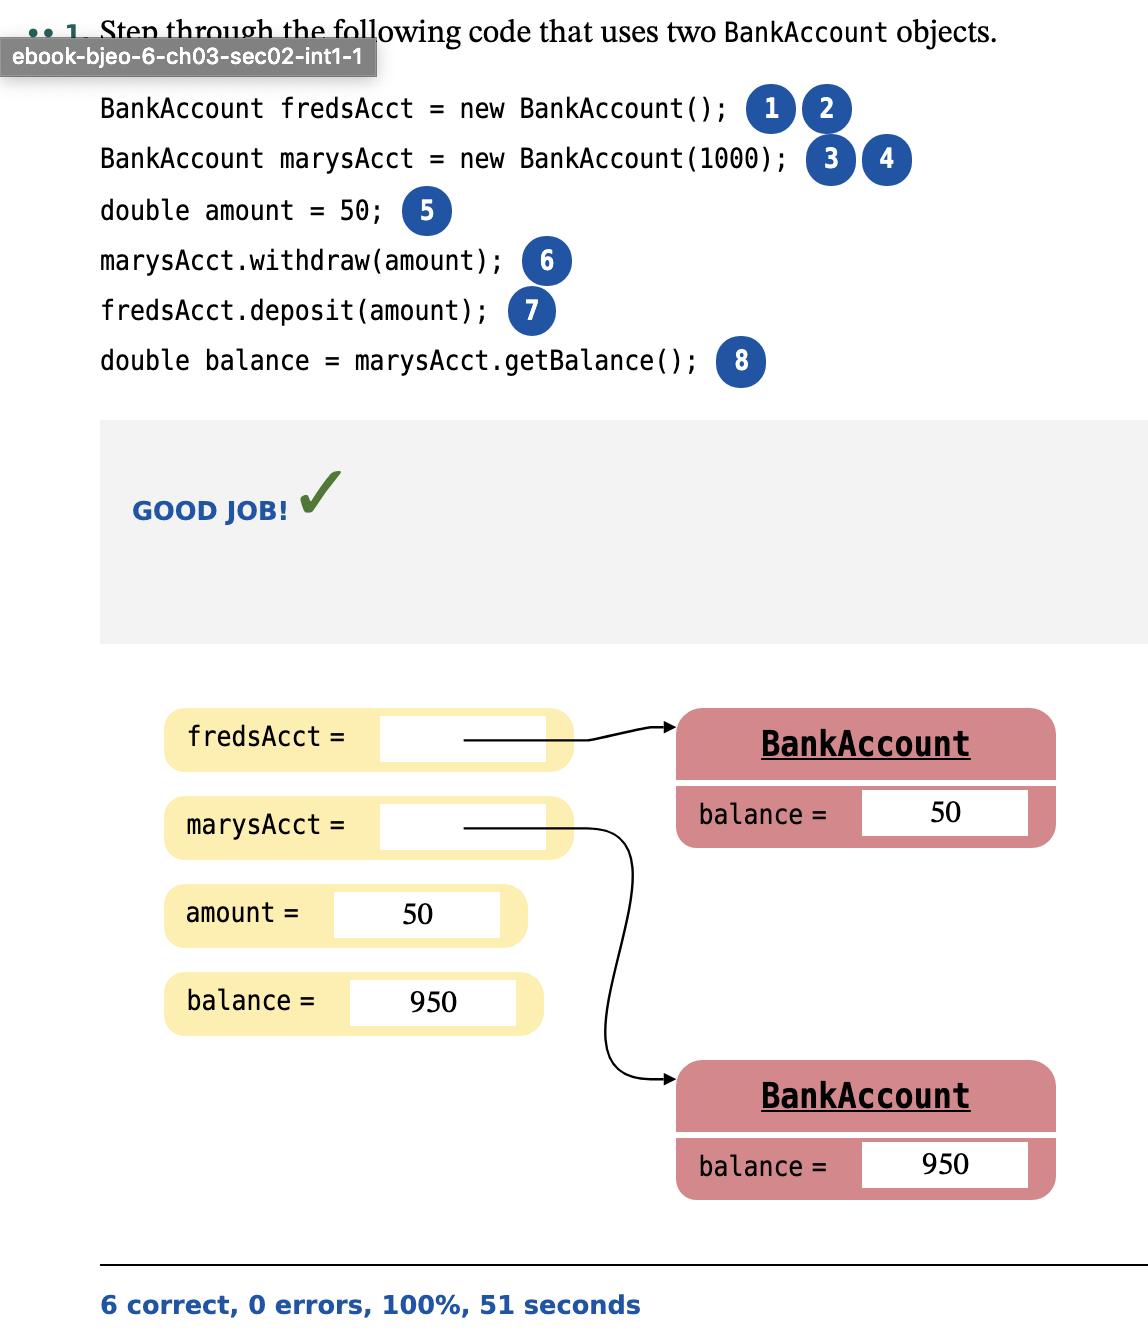 1. Step through the following code that uses two BankAccount objects.
ebook-bjeo-6-ch03-sec02-int1-1
BankAccount fredsAcct = new BankAccount(); 1 2
BankAccount marysAcct = new BankAccount(1000); 3 4
double amount = 50; 5
marysAcct.withdraw(amount); 6
fredsAcct.deposit(amount); 7
double balance = marysAcct.getBalance(); 8
GOOD JOB! ✓
fredsAcct =
BankAccount
balance = 50
marysAcct =
amount = 50
balance = 950
BankAccount
balance = 950
6 correct, 0 errors, 100%, 51 seconds